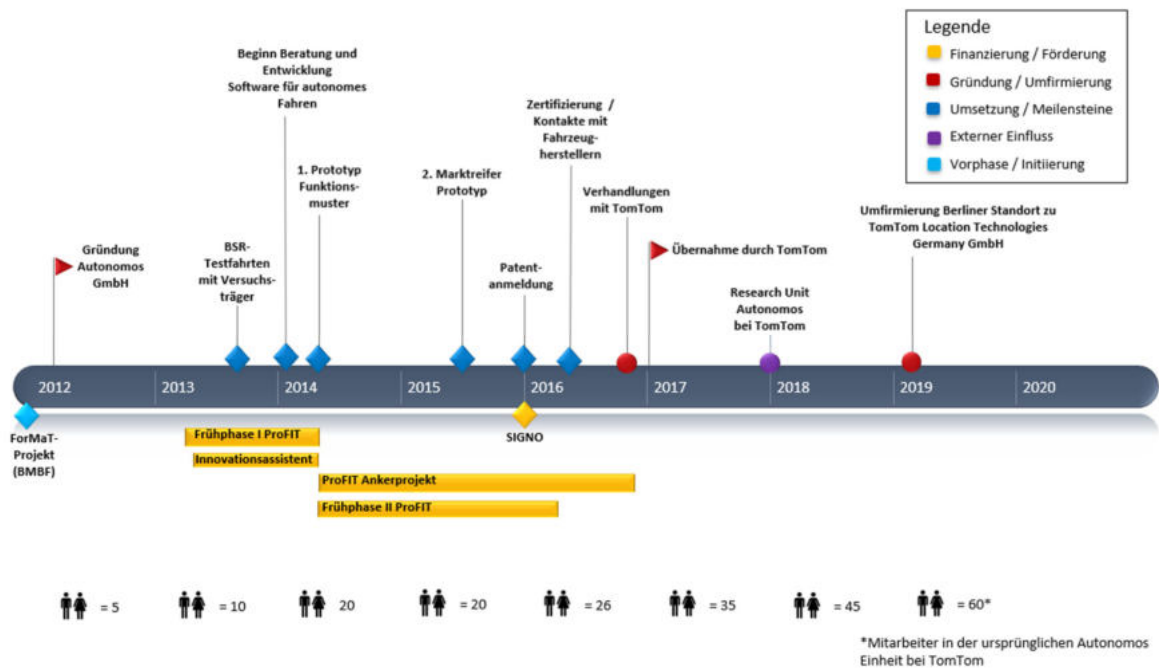 Legende
Finanzierung / Förderung
Gründung / Umfirmierung
Umsetzung / Meilensteine
Externer Einfluss
Vorphase / Initiierung
Beginn Beratung und
Entwicklung
Software für autonomes
Fahren
Zertifizierung /
Kontakte mit
Fahrzeug-
herstellern
1. Prototyp
Funktions-
muster
2. Marktreifer
Prototyp
Verhandlungen
mit TomTom
Umfirmierung Berliner Standort zu
TomTom Location Technologies
Germany GmbH
Gründung
Autonomos
GmbH
BSR-
Testfahrten
mit Versuchs-
träger
Patent-
anmeldung
Übernahme durch TomTom
Research Unit
Autonomos
bei TomTom
2012
2013
2014
2015
2016
2017
2018
2019
2020
ForMaT-
Projekt
(BMBF)
SIGNO
Frühphase I ProFIT
Innovationsassistent
ProFIT Ankerprojekt
Frühphase II ProFIT
= 5
= 10
20
= 20
= 26
= 35
= 45
= 60*
*Mitarbeiter in der ursprünglichen Autonomos
Einheit bei TomTom